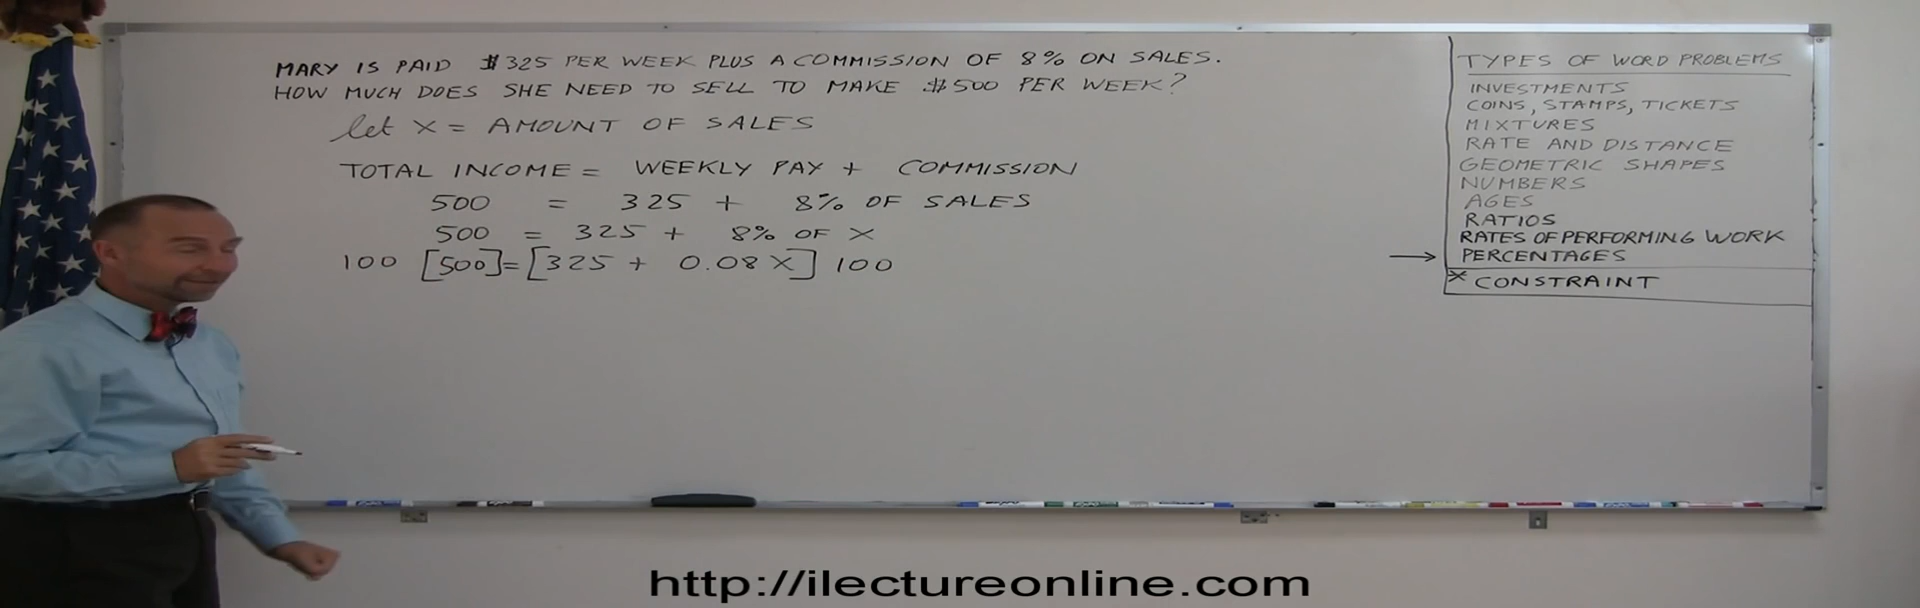 MARY IS PAID $325 PER WEEK PLUS A COMMISSION OF 8% ON SALES.
HOW MUCH DOES SHE NEED TO SELL TO MAKE $500 PER WEEK?
let X = AMOUNT OF SALES
TOTAL INCOME = WEEKLY PAY + COMMISSION
500 = 325 + 8% OF SALES
500 = 325 + 8% OF X
100 [500] = [325 + 0.08 X] 100
TYPES OF WORD PROBLEMS
INVESTMENTS
COINS, STAMPS, TICKETS
MIXTURES
RATE AND DISTANCE
GEOMETRIC SHAPES
NUMBERS
AGES
RATIOS
RATES OF PERFORMING WORK
→ PERCENTAGES
* CONSTRAINT
http://ilectureonline.com